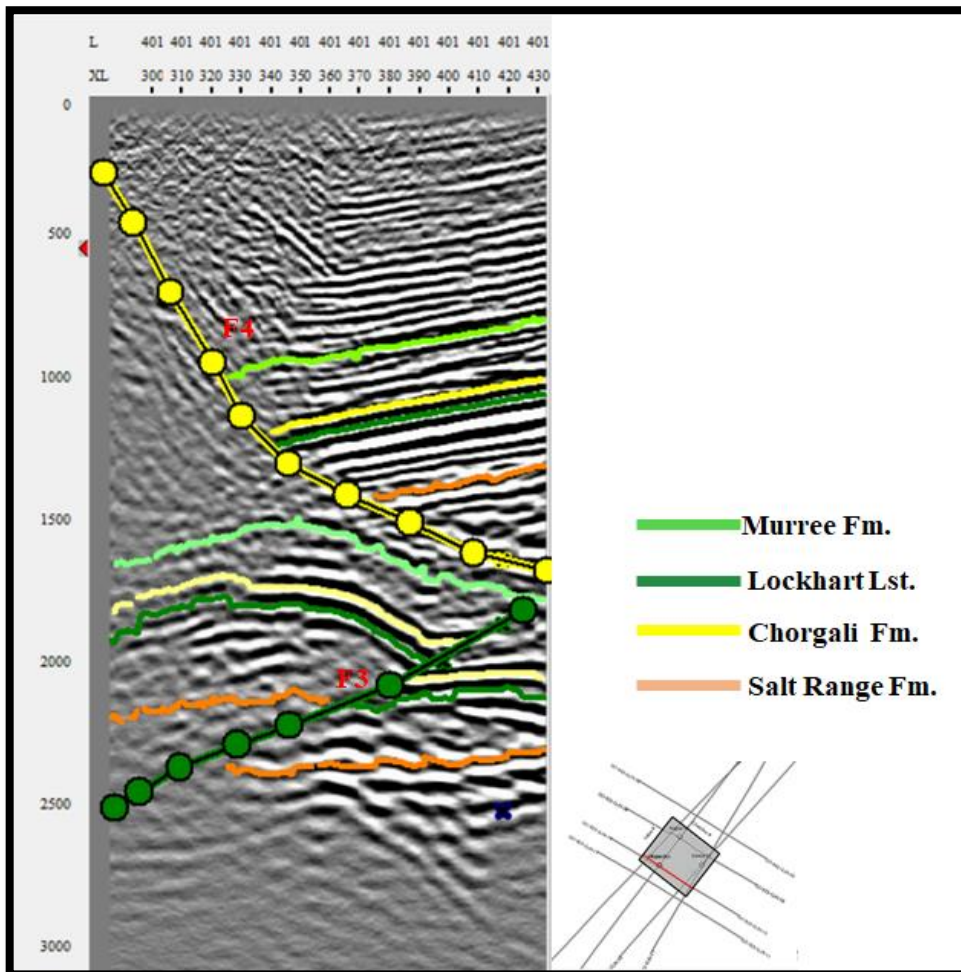 L 401 401 401 401 401 401 401 401 401 401 401 401 401 401
XL 300 310 320 330 340 350 360 370 380 390 400 410 420 430
0
500
F4
1000
1500
Murree Fm.
Lockhart Lst.
Chorgali Fm.
2000
F3
Salt Range Fm.
2500
3000